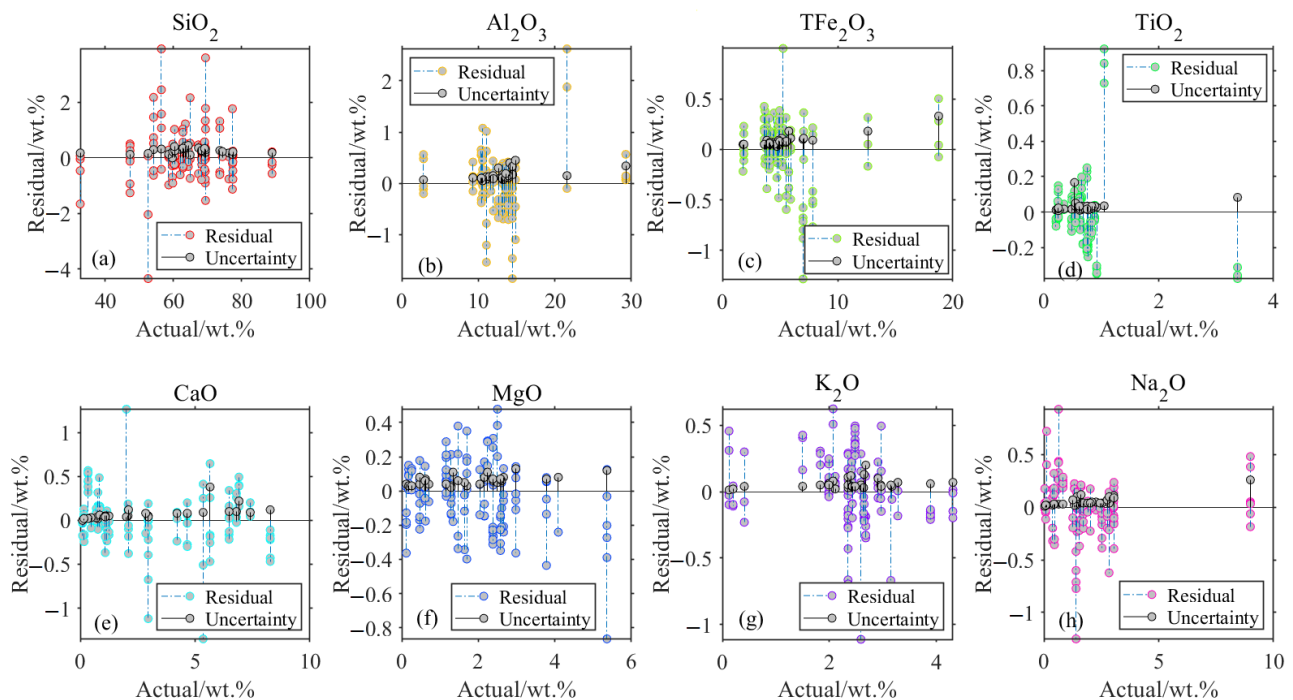 SiO2
Residual/wt.%
2
0
−2
−4
Residual
Uncertainty
(a)
40 60 80 100
Actual/wt.%
Al2O3
Residual/wt.%
2
1
0
−1
Residual
Uncertainty
(b)
0 10 20 30
Actual/wt.%
TFe2O3
Residual/wt.%
0.5
0
−0.5
−1
Residual
Uncertainty
(c)
0 10 20
Actual/wt.%
TiO2
Residual/wt.%
0.8
0.6
0.4
0.2
0
−0.2
Residual
Uncertainty
(d)
0 2 4
Actual/wt.%
CaO
Residual/wt.%
1
0.5
0
−0.5
−1
Residual
Uncertainty
(e)
0 5 10
Actual/wt.%
MgO
Residual/wt.%
0.4
0.2
0
−0.2
−0.4
−0.6
−0.8
Residual
Uncertainty
(f)
0 2 4 6
Actual/wt.%
K2O
Residual/wt.%
0.5
0
−0.5
−1
Residual
Uncertainty
(g)
0 2 4
Actual/wt.%
Na2O
Residual/wt.%
0.5
0
−0.5
−1
Residual
Uncertainty
(h)
0 5 10
Actual/wt.%